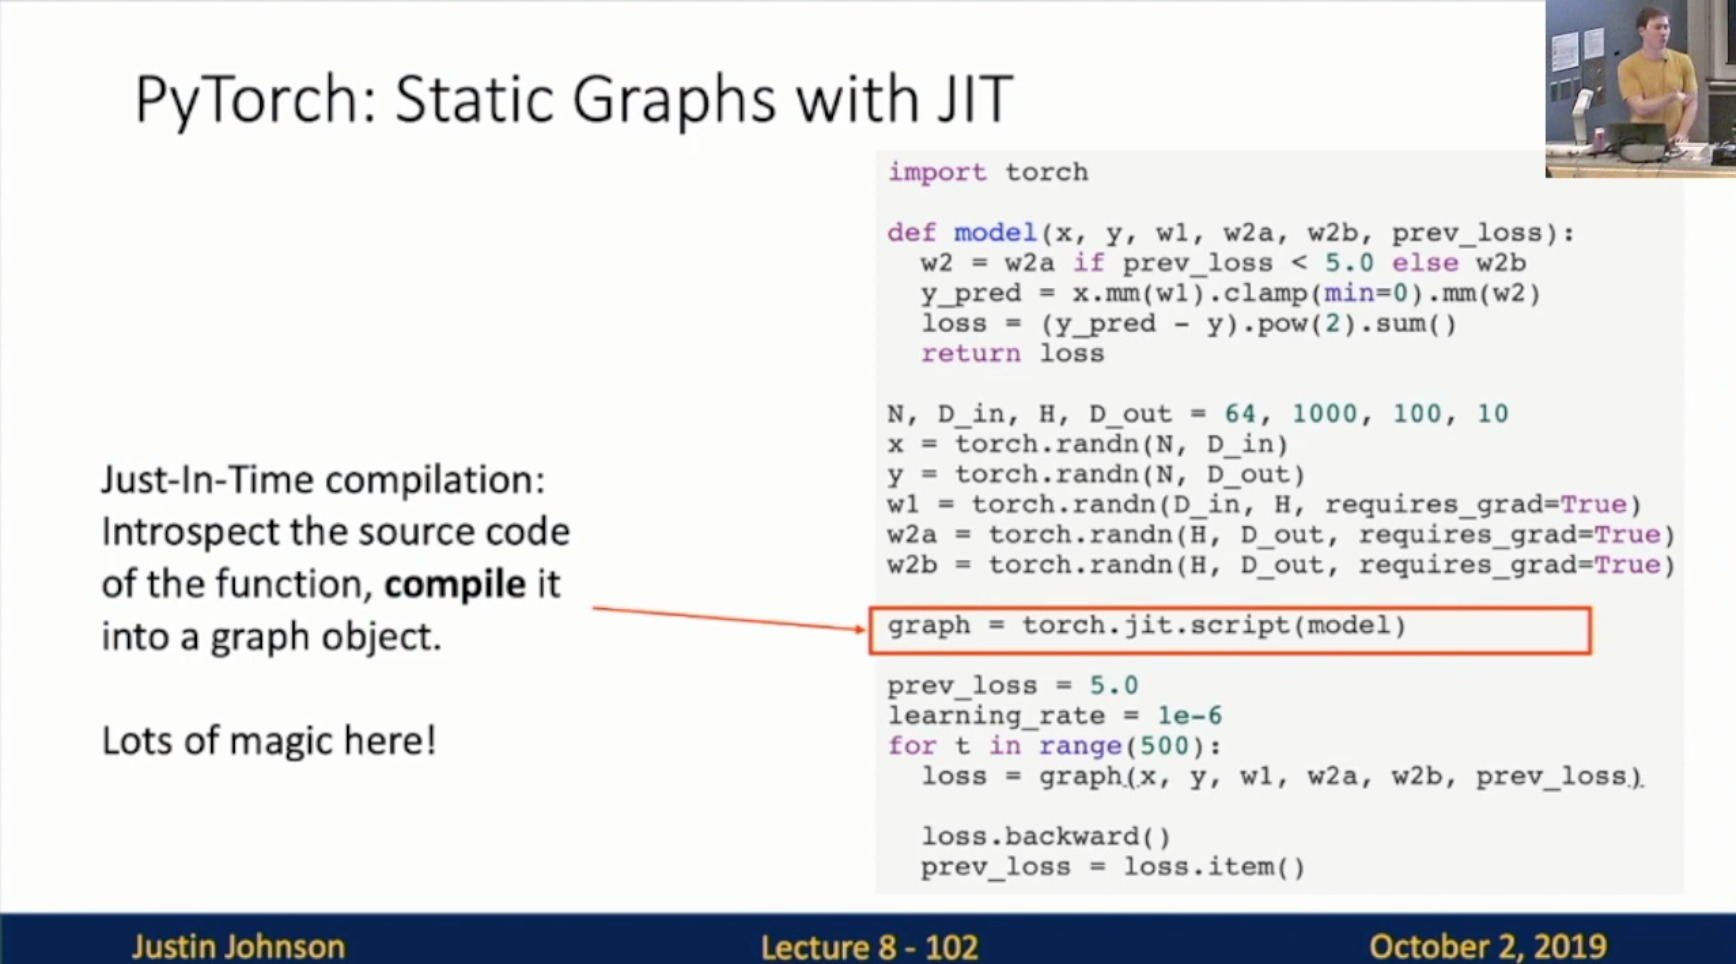 PyTorch: Static Graphs with JIT
Just-In-Time compilation:
Introspect the source code
of the function, compile it
into a graph object.
Lots of magic here!
import torch
def model(x, y, w1, w2a, w2b, prev_loss):
  w2 = w2a if prev_loss < 5.0 else w2b
  y_pred = x.mm(w1).clamp(min=0).mm(w2)
  loss = (y_pred - y).pow(2).sum()
  return loss
N, D_in, H, D_out = 64, 1000, 100, 10
x = torch.randn(N, D_in)
y = torch.randn(N, D_out)
w1 = torch.randn(D_in, H, requires_grad=True)
w2a = torch.randn(H, D_out, requires_grad=True)
w2b = torch.randn(H, D_out, requires_grad=True)
graph = torch.jit.script(model)
prev_loss = 5.0
learning_rate = 1e-6
for t in range(500):
  loss = graph(x, y, w1, w2a, w2b, prev_loss)
  loss.backward()
  prev_loss = loss.item()
Justin Johnson
Lecture 8 - 102
October 2, 2019